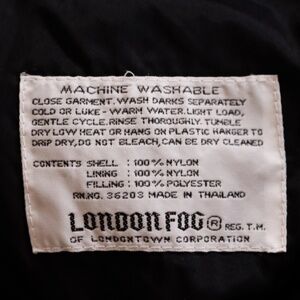 MACHINE WASHABLE
CLOSE GARMENT, WASH DARKS SEPARATELY
COLD OR LUKE - WARM WATER. LIGHT LOAD,
GENTLE CYCLE. RINSE THOROUGHLY. TUMBLE
DRY LOW HEAT OR HANG ON PLASTIC HANGER TO
DRIP DRY, DO NOT BLEACH, CAN BE DRY CLEANED
CONTENTS SHELL : 100 % NYLON
LINING : 100 % NYLON
FILLING : 100 % POLYESTER
RN.NO. 36203 MADE IN THAILAND
LONDON FOG ® REG. T.M.
OF LONDONTOWN CORPORATION